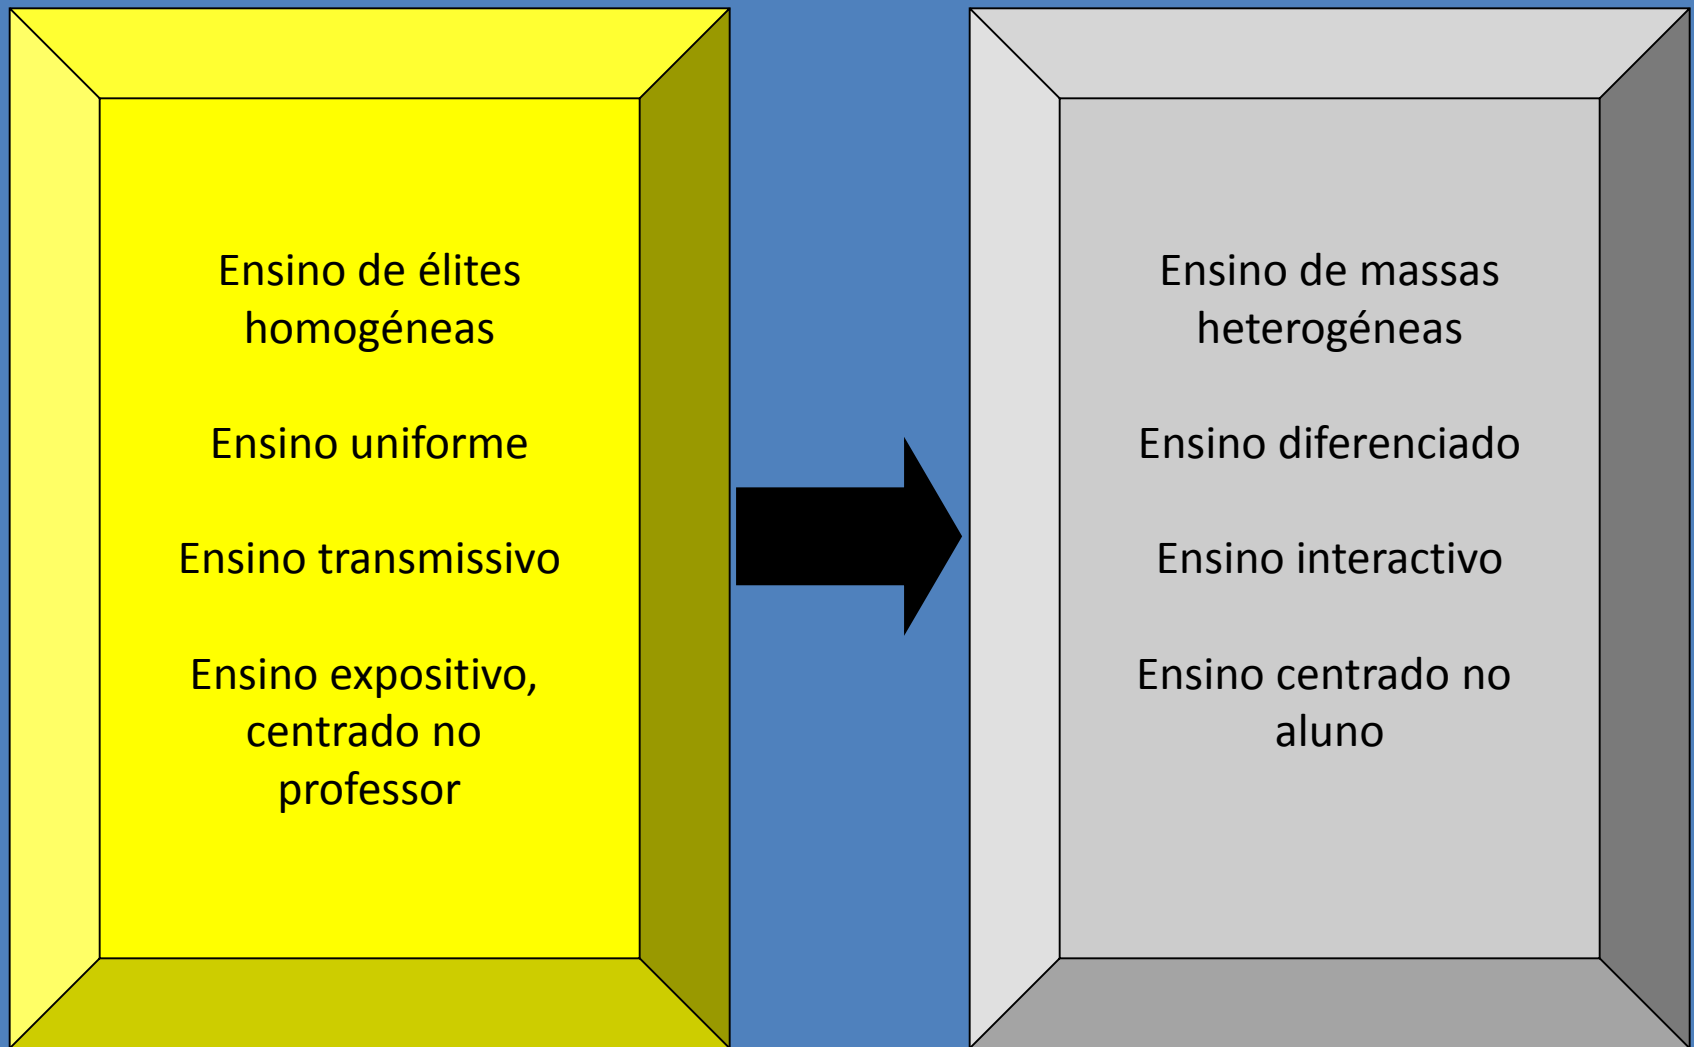 Ensino de élites
homogéneas
Ensino uniforme
Ensino transmissivo
Ensino expositivo,
centrado no
professor
Ensino de massas
heterogéneas
Ensino diferenciado
Ensino interactivo
Ensino centrado no
aluno